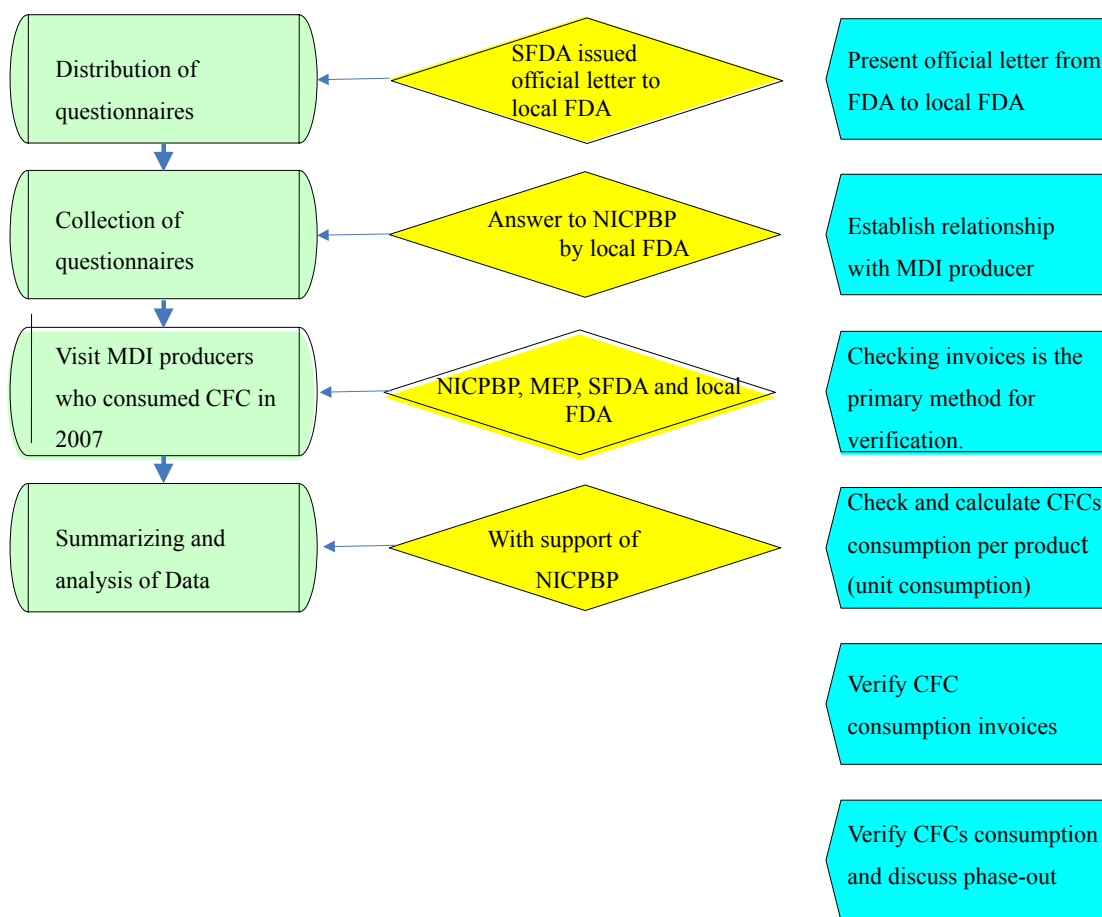 Distribution of
questionnaires
SFDA issued
official letter to
local FDA
Present official letter from
FDA to local FDA
Collection of
questionnaires
Answer to NICPBP
by local FDA
Establish relationship
with MDI producer
Visit MDI producers
who consumed CFC in
2007
NICPBP, MEP, SFDA and local
FDA
Checking invoices is the
primary method for
verification.
Summarizing and
analysis of Data
With support of
NICPBP
Check and calculate CFCs
consumption per product
(unit consumption)
Verify CFC
consumption invoices
Verify CFCs consumption
and discuss phase-out